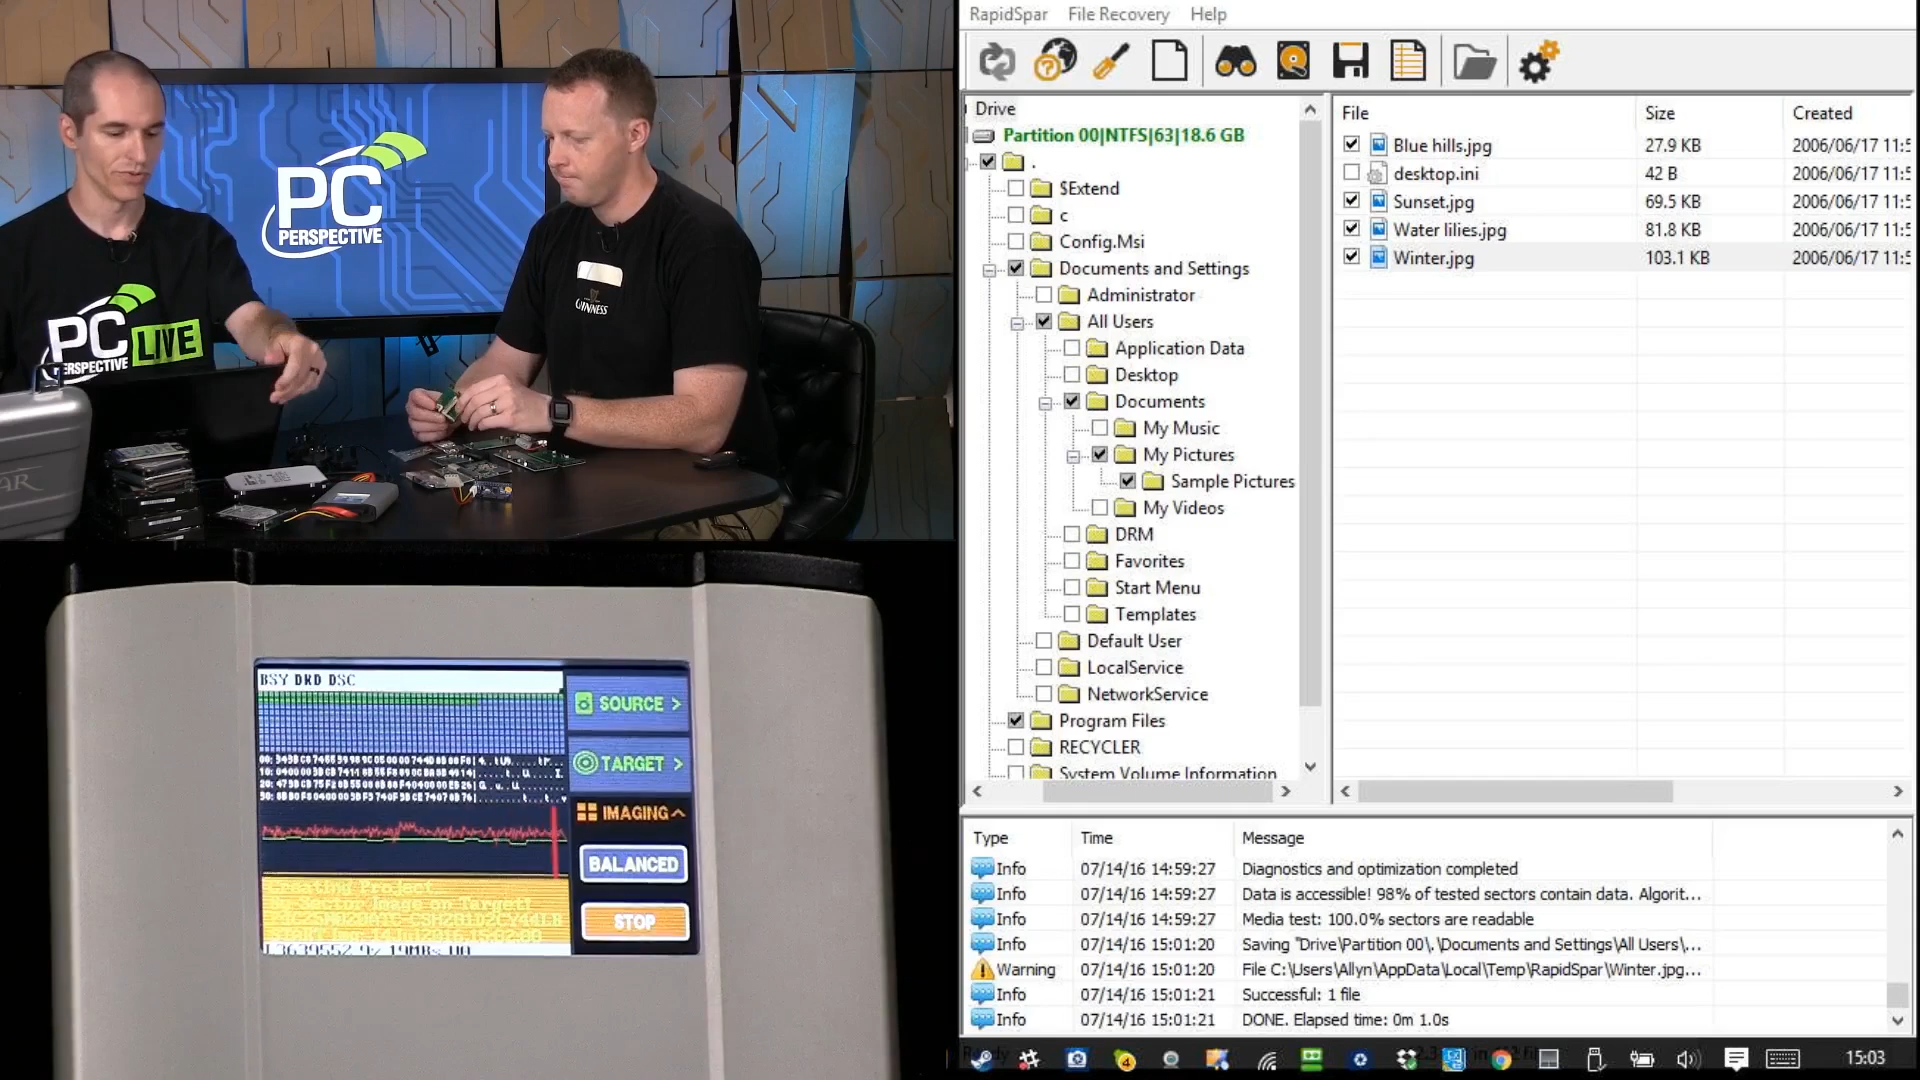 PC
PERSPECTIVE
PC
PERSPECTIVE
LIVE
GUINNESS
BSY DRD DSC
SOURCE >
TARGET >
IMAGING
BALANCED
STOP
Creating Project
RapidSpar File Recovery Help
Drive
Partition 00|NTFS|63|18.6 GB
.
$Extend
c
Config.Msi
Documents and Settings
Administrator
All Users
Application Data
Desktop
Documents
My Music
My Pictures
Sample Pictures
My Videos
DRM
Favorites
Start Menu
Templates
Default User
LocalService
NetworkService
Program Files
RECYCLER
System Volume Information
File Size Created
Blue hills.jpg 27.9 KB 2006/06/17 11:5
desktop.ini 42 B 2006/06/17 11:5
Sunset.jpg 69.5 KB 2006/06/17 11:5
Water lilies.jpg 81.8 KB 2006/06/17 11:5
Winter.jpg 103.1 KB 2006/06/17 11:5
Type Time Message
Info 07/14/16 14:59:27 Diagnostics and optimization completed
Info 07/14/16 14:59:27 Data is accessible! 98% of tested sectors contain data. Algorit...
Info 07/14/16 14:59:27 Media test: 100.0% sectors are readable
Info 07/14/16 15:01:20 Saving "Drive\Partition 00\.\Documents and Settings\All Users\...
Warning 07/14/16 15:01:20 File C:\Users\Allyn\AppData\Local\Temp\RapidSpar\Winter.jpg...
Info 07/14/16 15:01:21 Successful: 1 file
Info 07/14/16 15:01:21 DONE. Elapsed time: 0m 1.0s
15:03